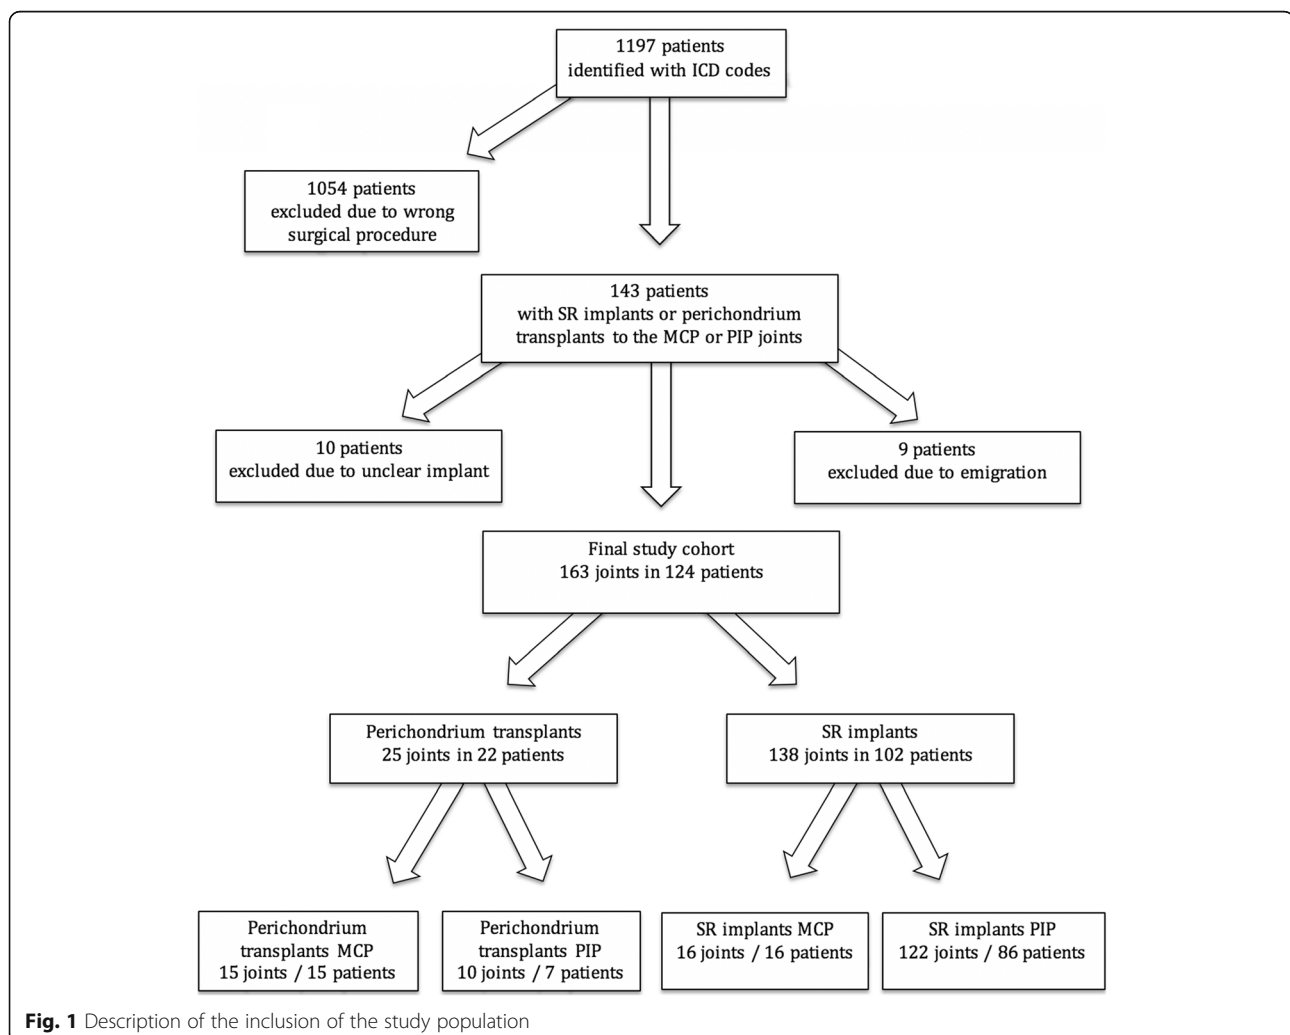 1197 patients
identified with ICD codes
1054 patients
excluded due to wrong
surgical procedure
143 patients
with SR implants or perichondrium
transplants to the MCP or PIP joints
10 patients
excluded due to unclear implant
9 patients
excluded due to emigration
Final study cohort
163 joints in 124 patients
Perichondrium transplants
25 joints in 22 patients
SR implants
138 joints in 102 patients
Perichondrium
transplants MCP
15 joints / 15 patients
Perichondrium
transplants PIP
10 joints / 7 patients
SR implants MCP
16 joints / 16 patients
SR implants PIP
122 joints / 86 patients
Fig. 1 Description of the inclusion of the study population